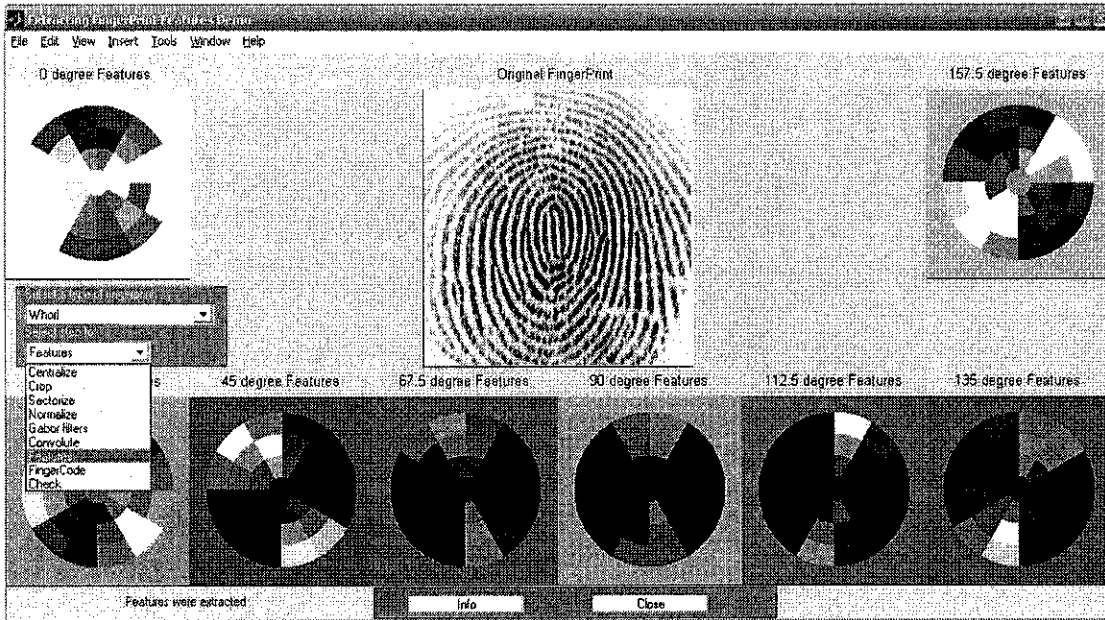 Extracting FingerPrint Features Demo
File Edit View Insert Tools Window Help
0 degree Features
Original FingerPrint
157.5 degree Features
Whorl
Features
Centralize
Crop
Sectorize
Normalize
Gabor filters
Convolute
FingerCode
Check
45 degree Features
67.5 degree Features
90 degree Features
112.5 degree Features
135 degree Features
Features were extracted
Info
Close